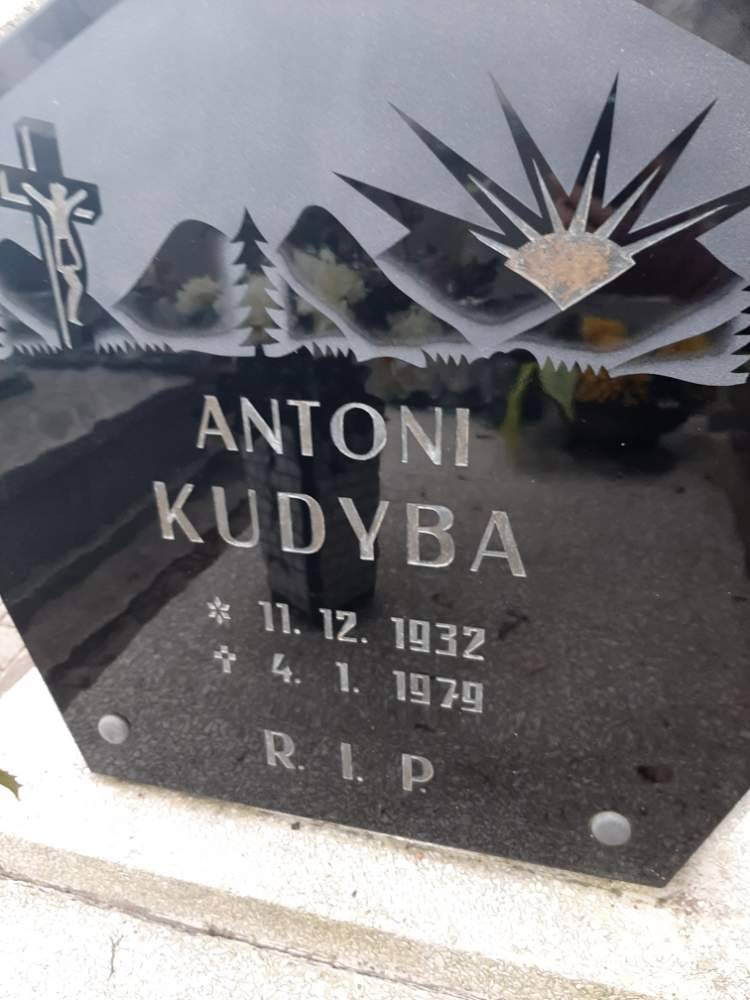 ANTONI
KUDYBA
* 11. 12. 1932
✝ 4. 1. 1979
R. I. P.